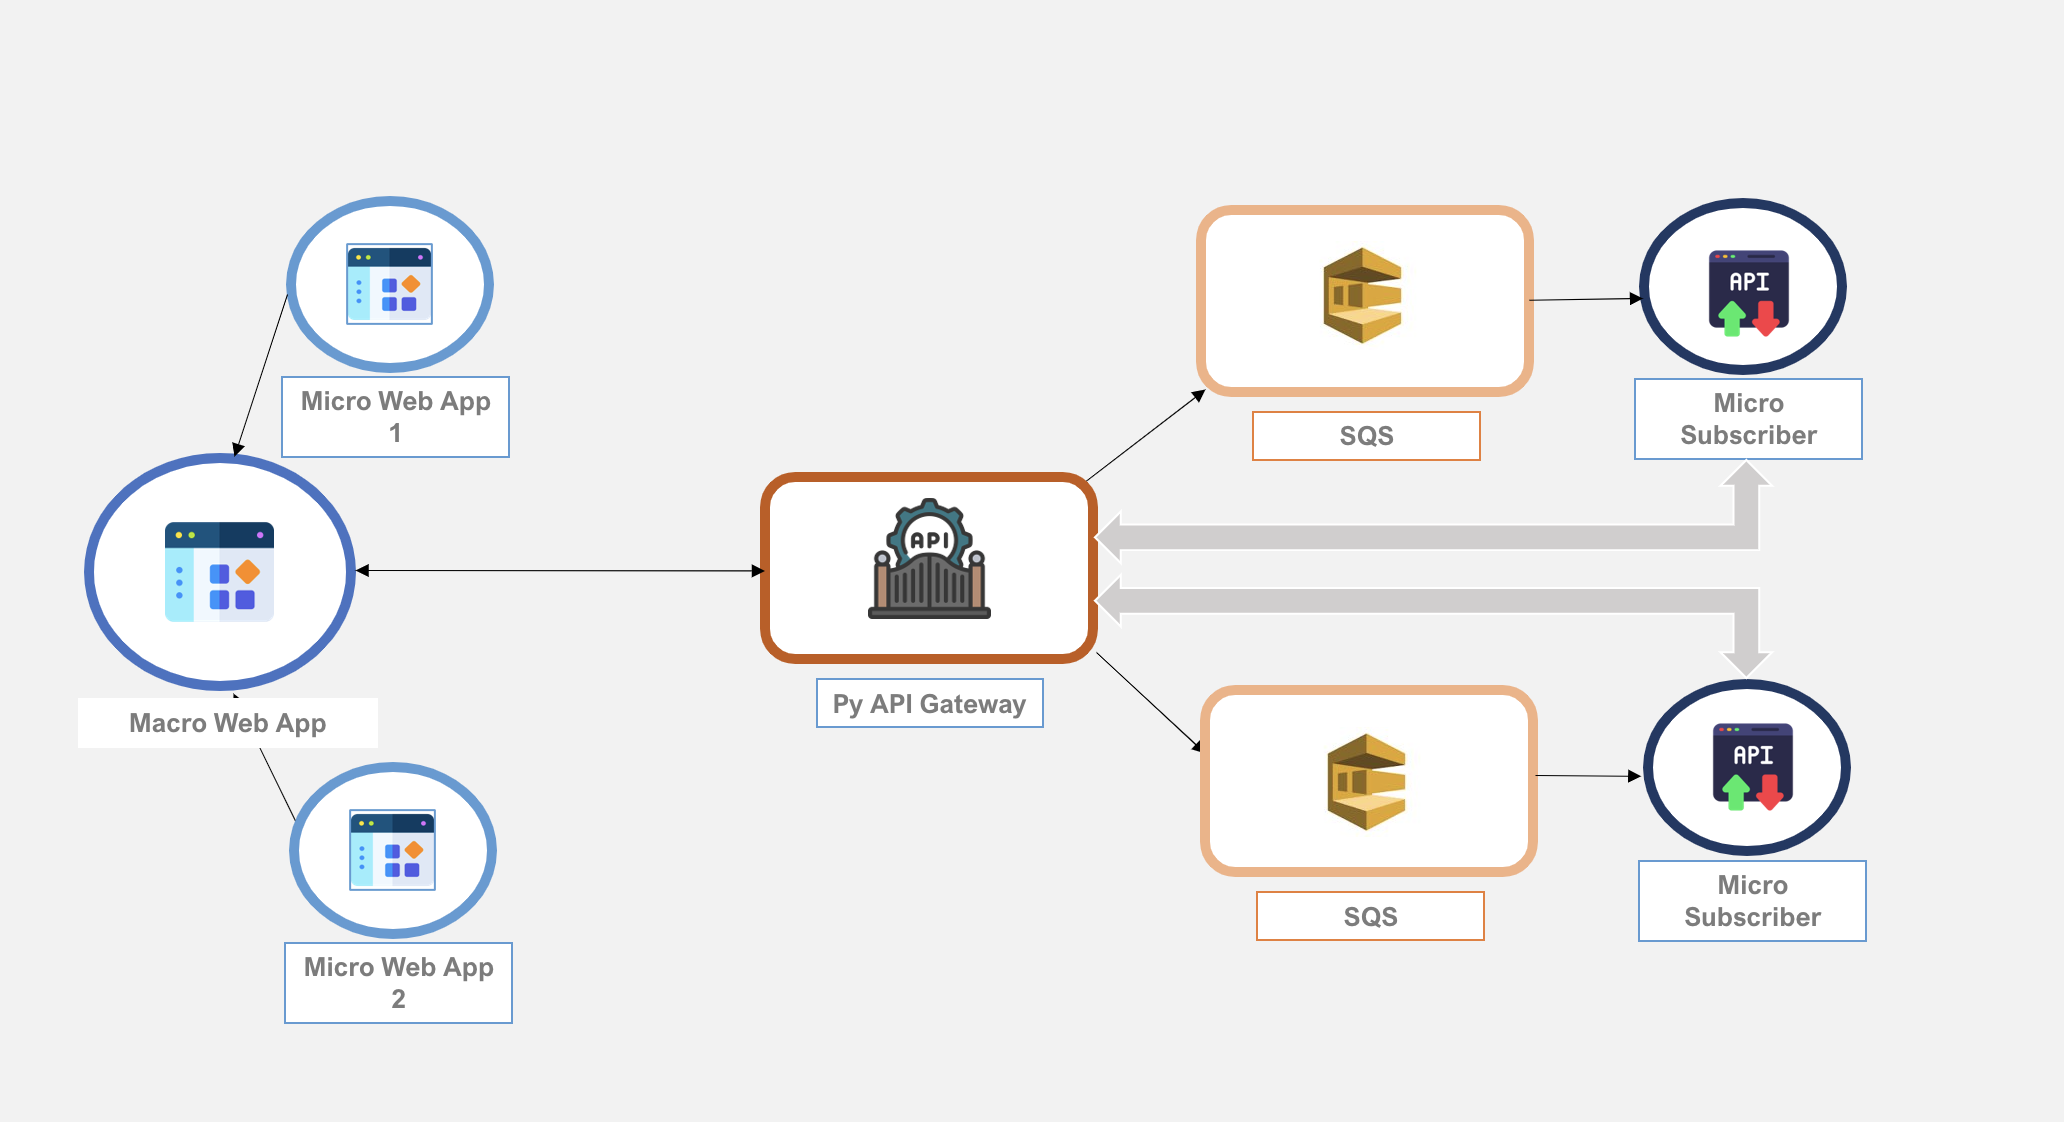 Micro Web App
1
API
SQS
Micro
Subscriber
API
Py API Gateway
Macro Web App
Micro Web App
2
SQS
API
Micro
Subscriber